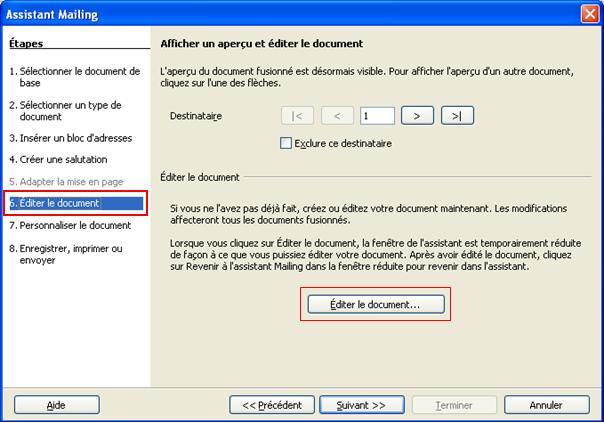 Assistant Mailing
Étapes
1. Sélectionner le document de
base
2. Sélectionner un type de
document
3. Insérer un bloc d'adresses
4. Créer une salutation
5. Adapter la mise en page
6. Éditer le document
7. Personnaliser le document
8. Enregistrer, imprimer ou
envoyer
Afficher un aperçu et éditer le document
L'aperçu du document fusionné est désormais visible. Pour afficher l'aperçu d'un autre document,
cliquez sur l'une des flèches.
Destinataire |< < 1 > >|
Exclure ce destinataire
Éditer le document
Si vous ne l'avez pas déjà fait, créez ou éditez votre document maintenant. Les modifications
affecteront tous les documents fusionnés.
Lorsque vous cliquez sur Éditer le document, la fenêtre de l'assistant est temporairement réduite
de façon à ce que vous puissiez éditer votre document. Après avoir édité le document, cliquez
sur Revenir à l'assistant Mailing dans la fenêtre réduite pour revenir dans l'assistant.
Éditer le document...
Aide << Précédent Suivant >> Terminer Annuler